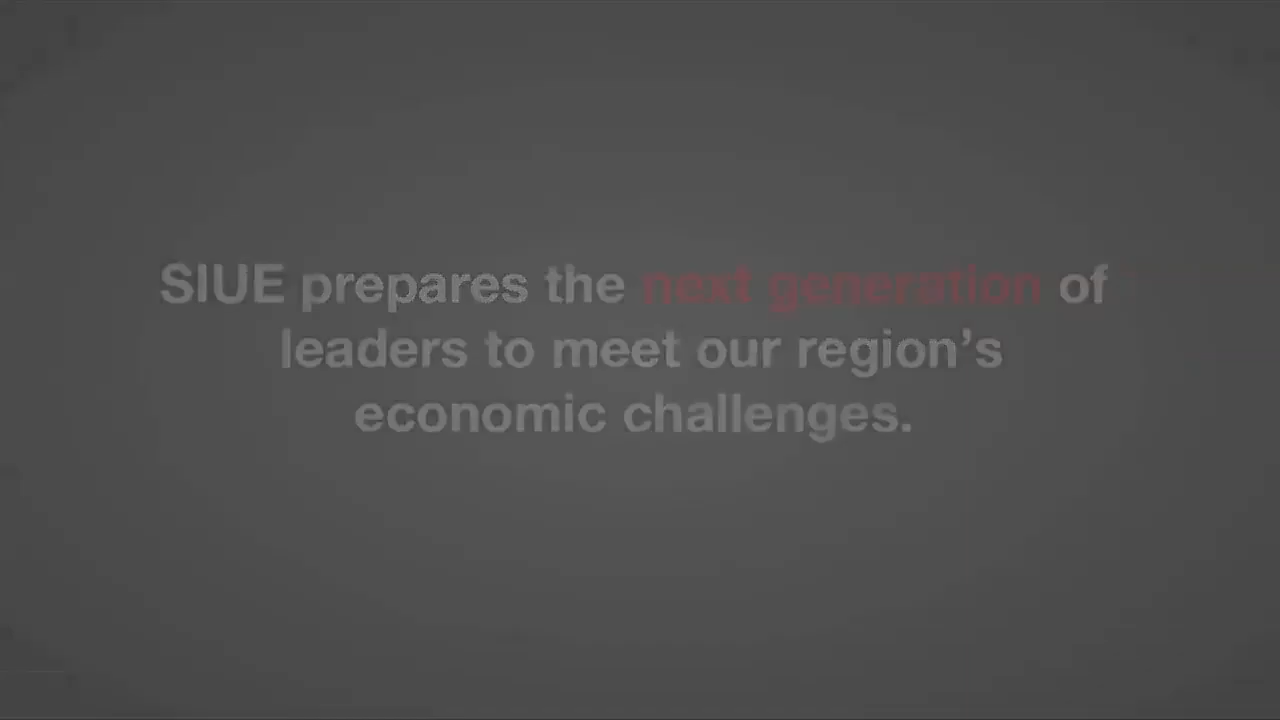 SIUE prepares the next generation of
leaders to meet our region’s
economic challenges.